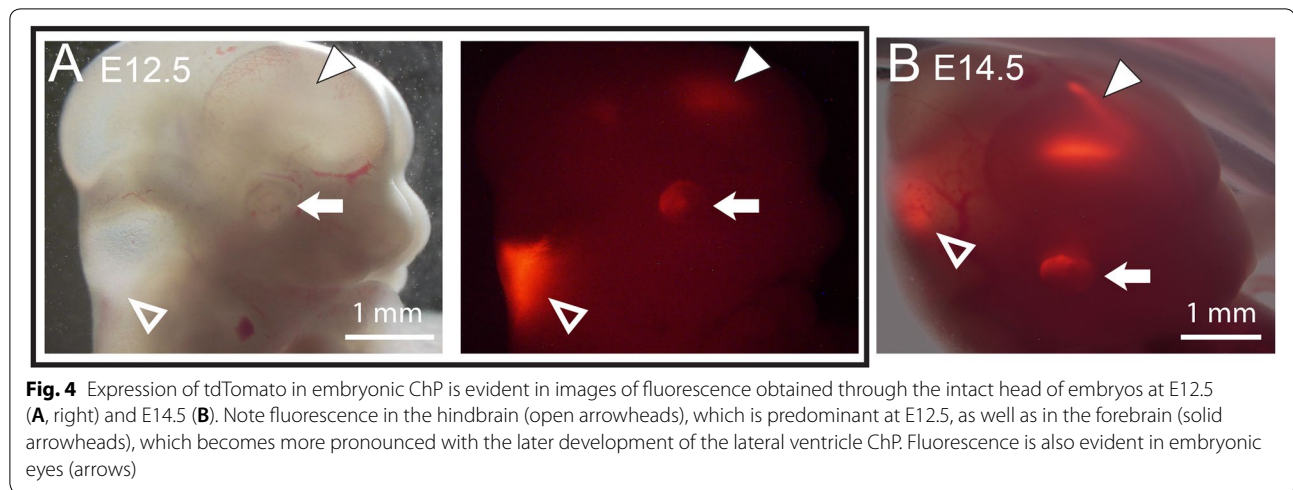 A E12.5
1 mm
B E14.5
1 mm
Fig. 4 Expression of tdTomato in embryonic ChP is evident in images of fluorescence obtained through the intact head of embryos at E12.5
(A, right) and E14.5 (B). Note fluorescence in the hindbrain (open arrowheads), which is predominant at E12.5, as well as in the forebrain (solid
arrowheads), which becomes more pronounced with the later development of the lateral ventricle ChP. Fluorescence is also evident in embryonic
eyes (arrows)